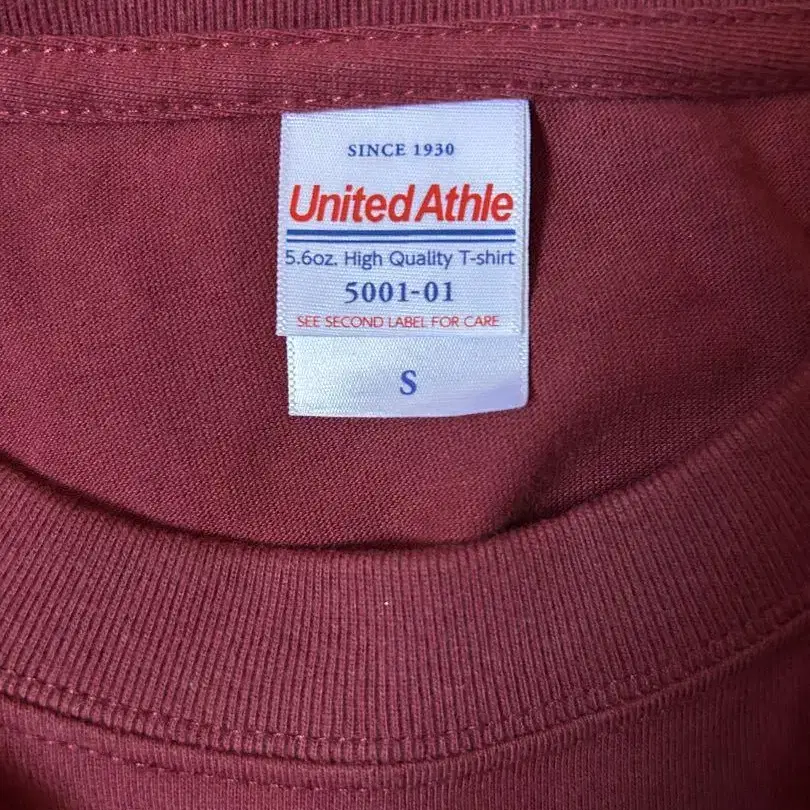 SINCE 1930
United Athle
5.6oz. High Quality T-shirt
5001-01
SEE SECOND LABEL FOR CARE
S